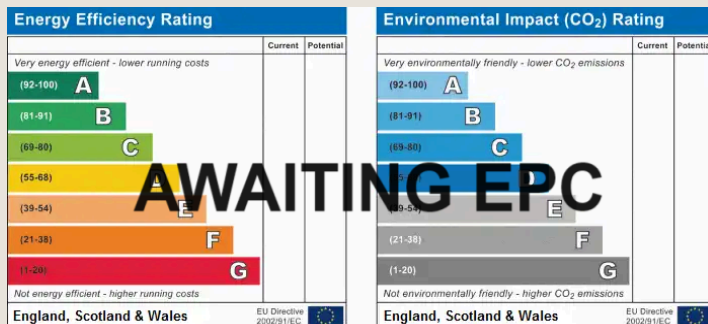 Energy Efficiency Rating
Current Potential
Very energy efficient - lower running costs
(92-100) A
(81-91) B
(69-80) C
(55-68)
(39-54) E
(21-38) F
(1-20) G
Not energy efficient - higher running costs
England, Scotland & Wales
EU Directive
2002/91/EC
Environmental Impact (CO₂) Rating
Current Potentia
Very environmentally friendly - lower CO₂ emissions
(92-100) A
(81-91) B
(69-80) C
D
E
(21-38) F
(1-20) G
Not environmentally friendly - higher CO₂ emissions
England, Scotland & Wales
EU Directive
2002/91/EC
AWAITING EPC